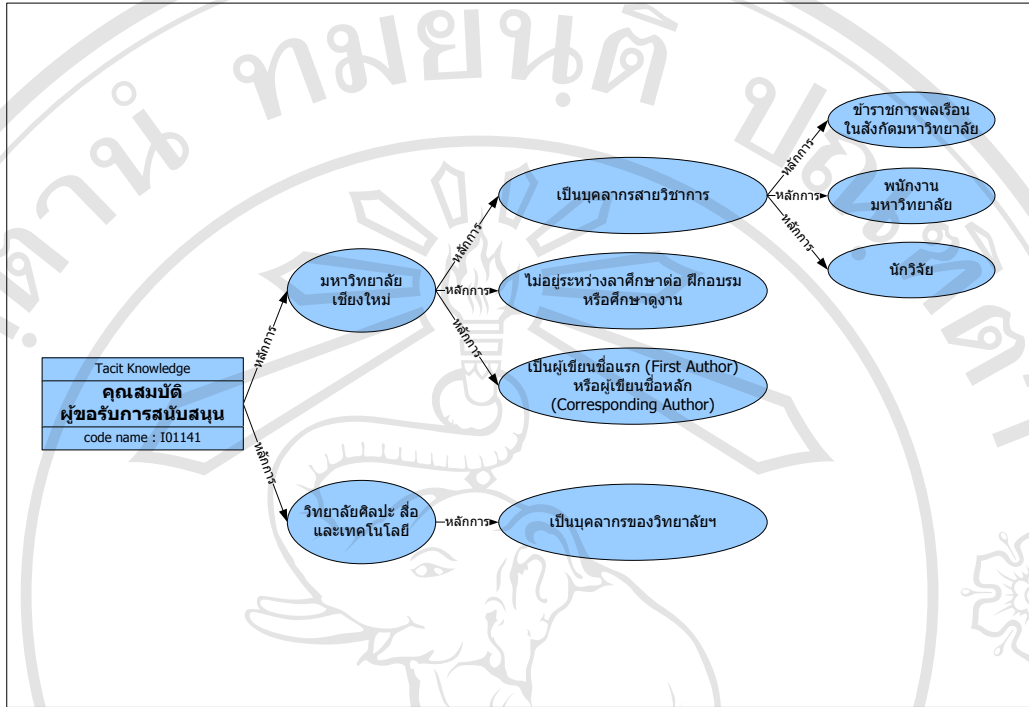 Tacit Knowledge
คุณสมบัติ
ผู้ขอรับการสนับสนุน
code name : I01141
หลักการ
หลักการ
มหาวิทยาลัย
เชียงใหม่
วิทยาลัยศิลปะ สื่อ
และเทคโนโลยี
หลักการ
หลักการ
หลักการ
หลักการ
เป็นบุคลากรสายวิชาการ
ไม่อยู่ระหว่างลาศึกษาต่อ ฝึกอบรม
หรือศึกษาดูงาน
เป็นผู้เขียนชื่อแรก (First Author)
หรือผู้เขียนชื่อหลัก
(Corresponding Author)
เป็นบุคลากรของวิทยาลัยฯ
หลักการ
หลักการ
หลักการ
ข้าราชการพลเรือน
ในสังกัดมหาวิทยาลัย
พนักงาน
มหาวิทยาลัย
นักวิจัย